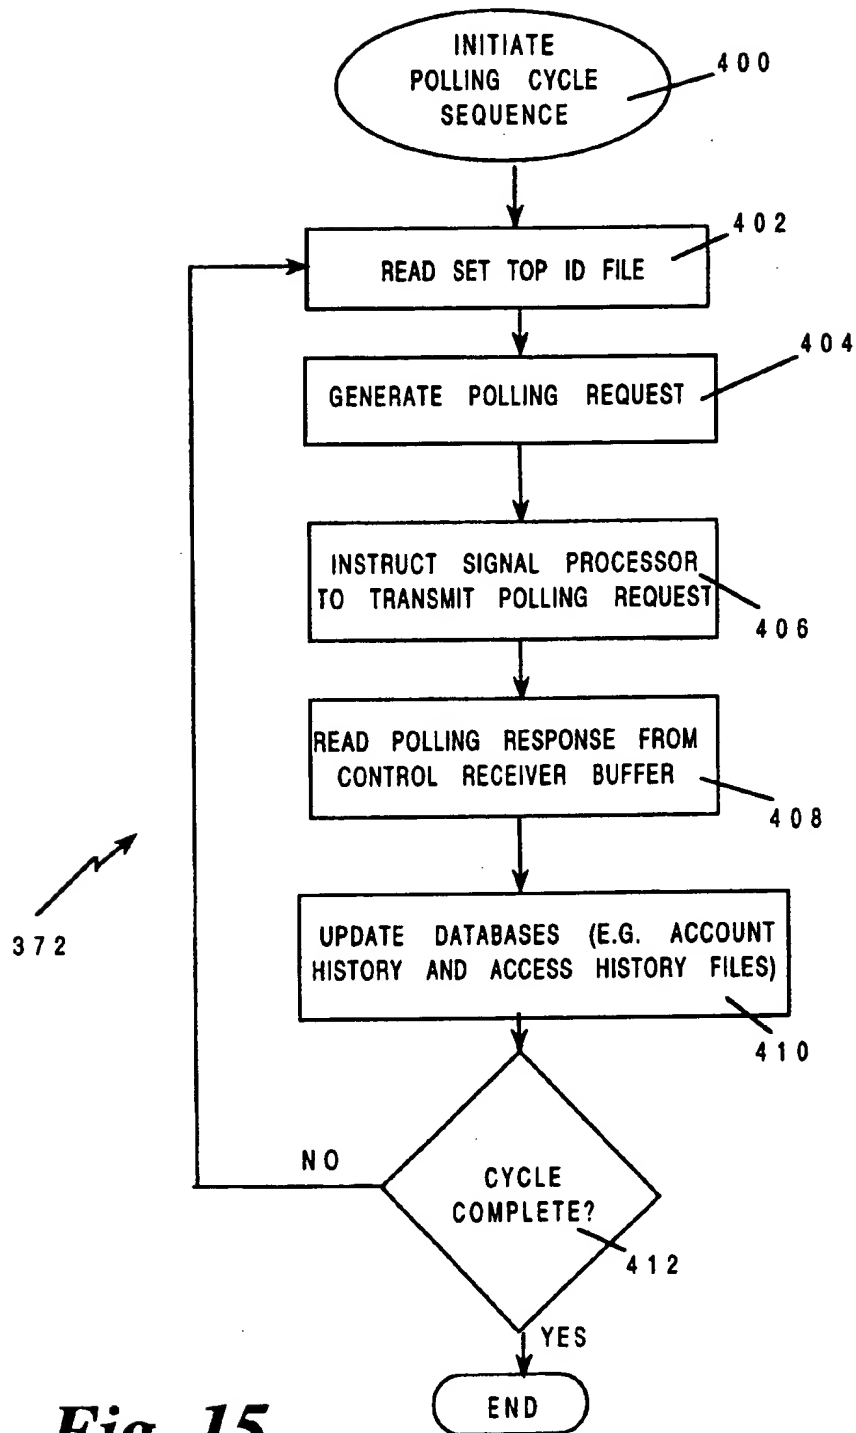 INITIATE
POLLING CYCLE
SEQUENCE
400
402
READ SET TOP ID FILE
404
GENERATE POLLING REQUEST
INSTRUCT SIGNAL PROCESSOR
TO TRANSMIT POLLING REQUEST
406
READ POLLING RESPONSE FROM
CONTROL RECEIVER BUFFER
408
372
UPDATE DATABASES (E.G. ACCOUNT
HISTORY AND ACCESS HISTORY FILES)
410
NO
CYCLE
COMPLETE?
412
YES
END
Fig. 15